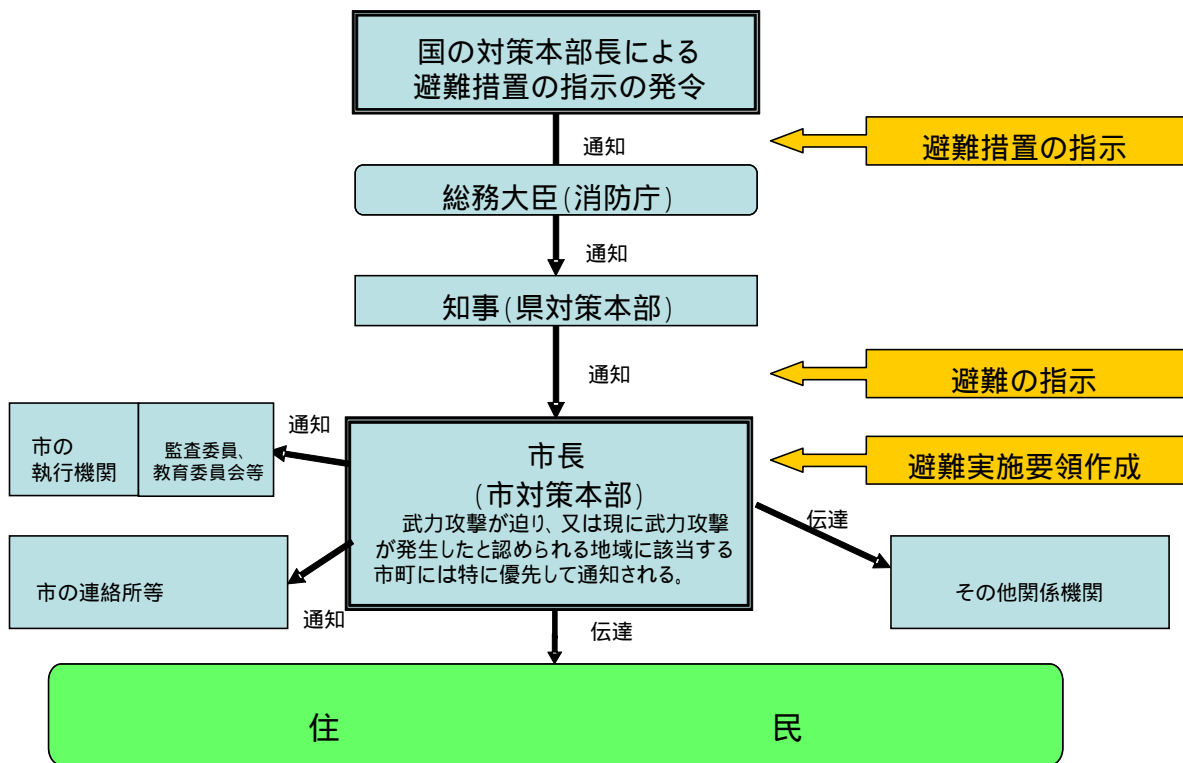 国の対策本部長による
避難措置の指示の発令
通知
避難措置の指示
総務大臣(消防庁)
通知
知事(県対策本部)
通知
避難の指示
通知
市の
執行機関
監査委員、
教育委員会等
市長
(市対策本部)
武力攻撃が迫り、又は現に武力攻撃
が発生したと認められる地域に該当する
市町には特に優先して通知される。
避難実施要領作成
伝達
市の連絡所等
通知
その他関係機関
伝達
住 民